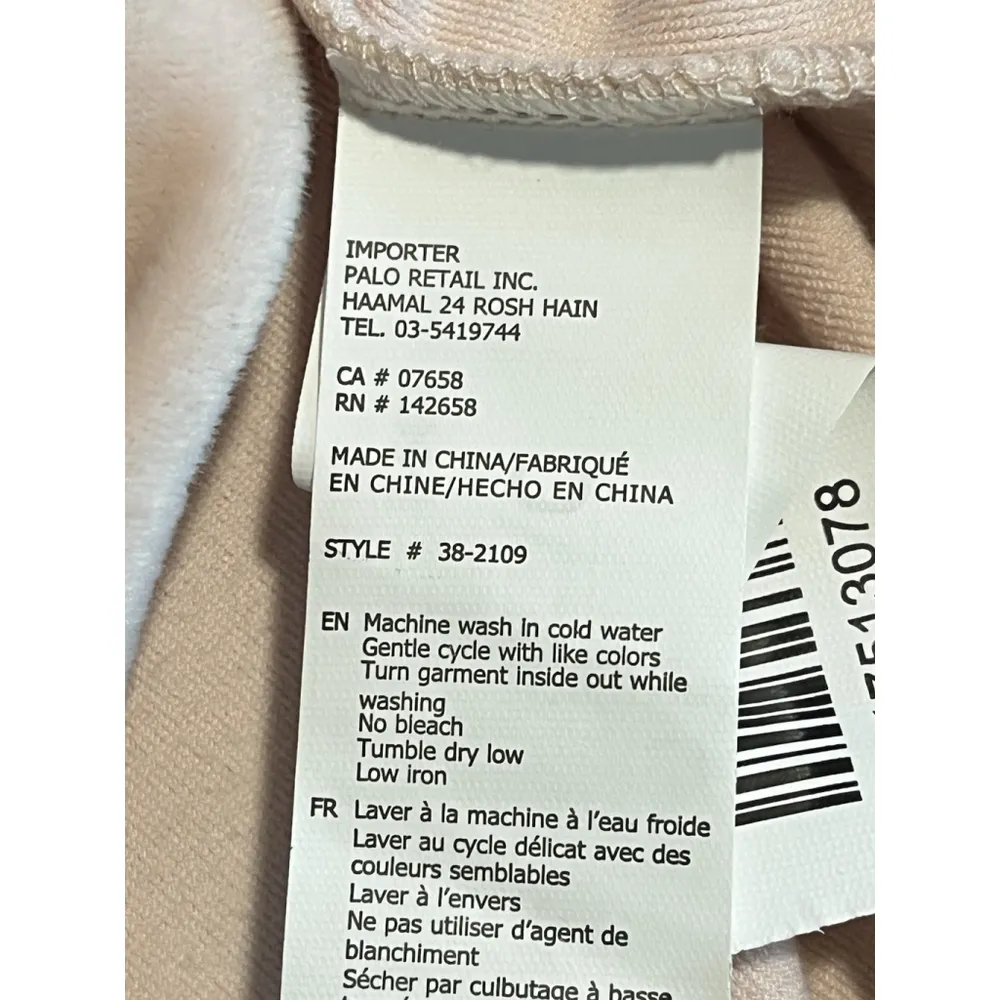 IMPORTER
PALO RETAIL INC.
HAAMAL 24 ROSH HAIN
TEL. 03-5419744
CA # 07658
RN # 142658
MADE IN CHINA/FABRIQUÉ
EN CHINE/HECHO EN CHINA
STYLE # 38-2109
EN Machine wash in cold water
Gentle cycle with like colors
Turn garment inside out while
washing
No bleach
Tumble dry low
Low iron
FR Laver à la machine à l'eau froide
Laver au cycle délicat avec des
couleurs semblables
Laver à l'envers
Ne pas utiliser d'agent de
blanchiment
Sécher par culbutage à basse
7513078